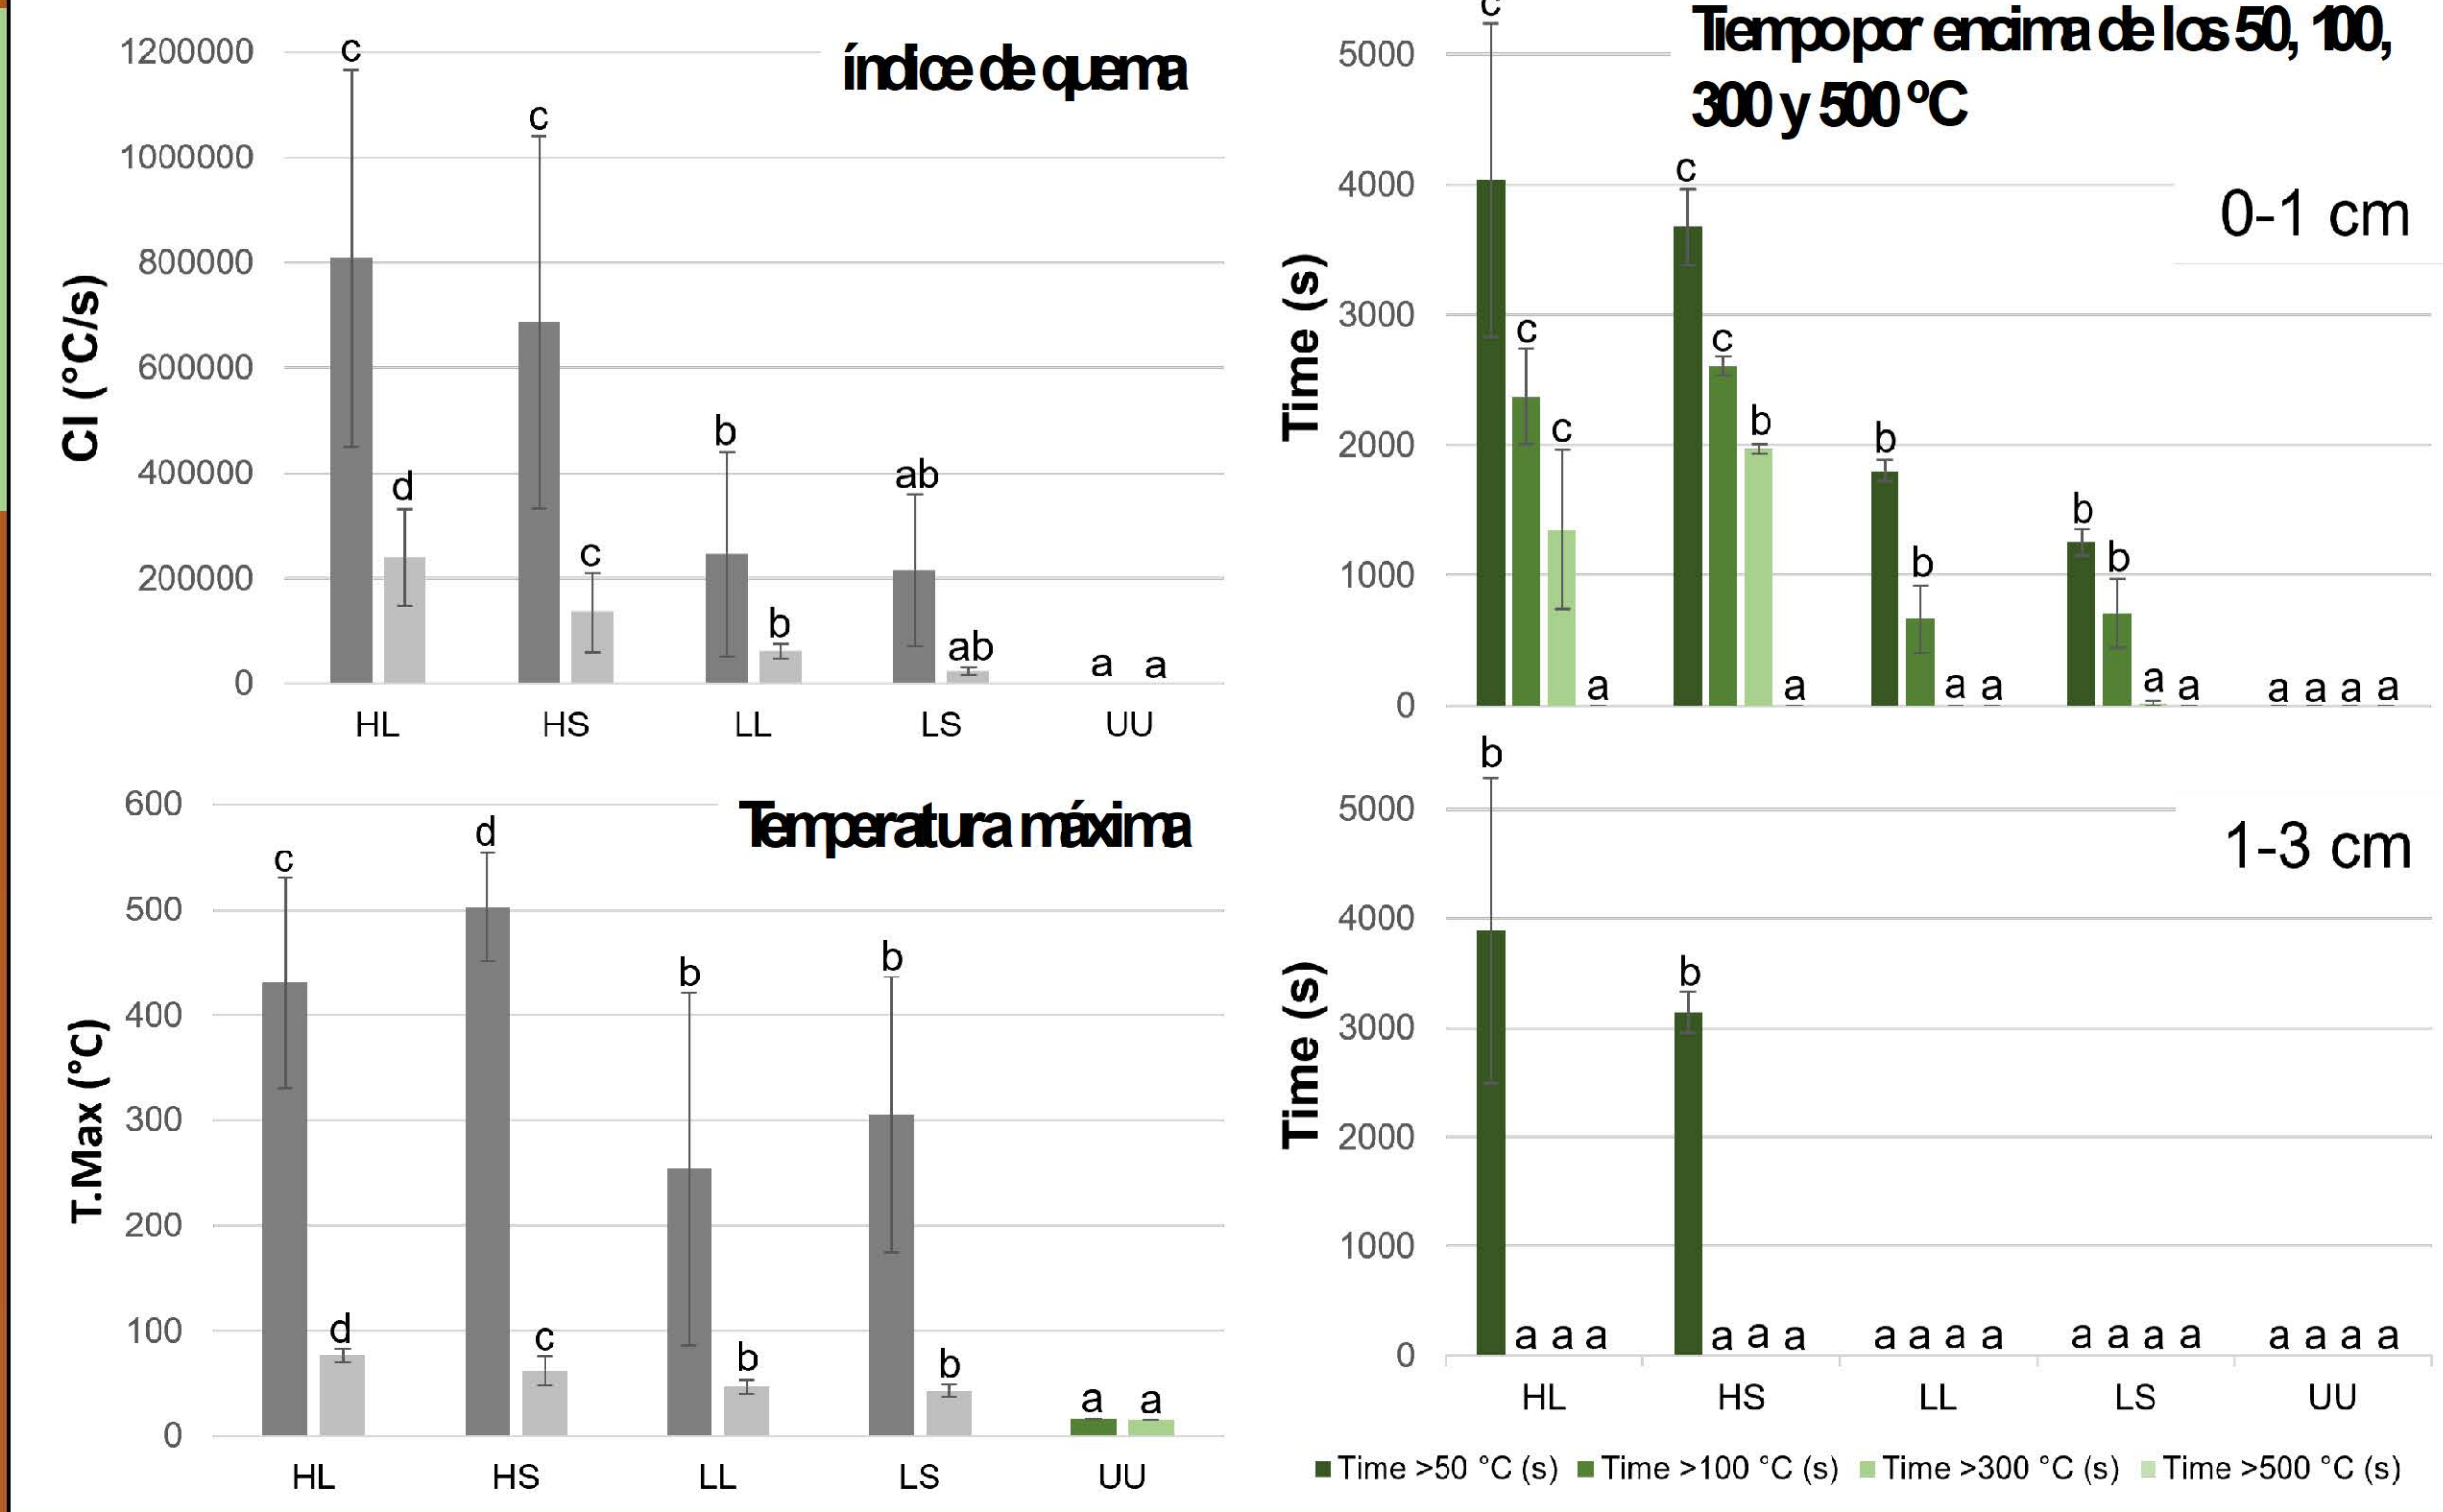 índice de quema
CI (°C/s)
1200000
1000000
800000
600000
400000
200000
0
c
d
c
c
b
b
ab
ab
a a
HL HS LL LS UU
Temperatura máxima
T.Max (°C)
600
500
400
300
200
100
0
c
d
d
c
b
b
b
b
a a
HL HS LL LS UU
Tiempo por encima de los 50, 100,
300 y 500 ºC
0-1 cm
Time (s)
5000
4000
3000
2000
1000
0
c
c
c
a
c
c
b
a
b
b
a a
b
b
a a
a a a a
1-3 cm
Time (s)
5000
4000
3000
2000
1000
0
b
a a a
b
a a a
a a a a
a a a a
a a a a
HL HS LL LS UU
Time >50 °C (s) Time >100 °C (s) Time >300 °C (s) Time >500 °C (s)